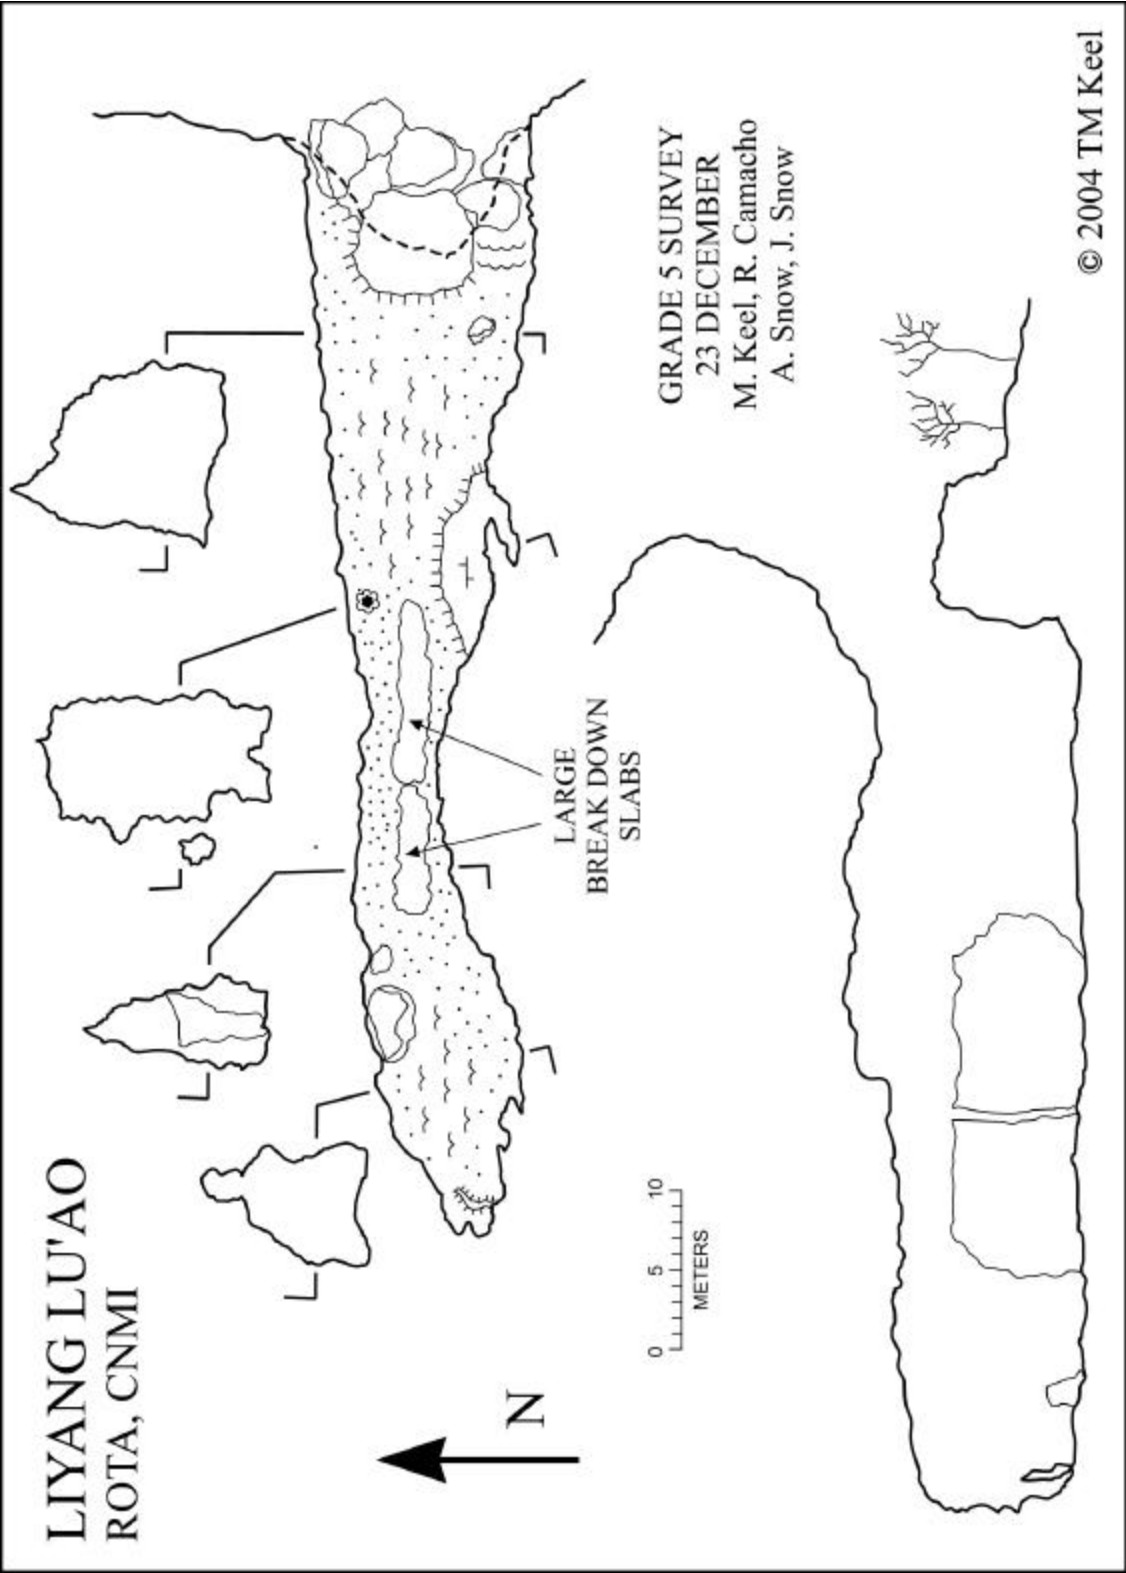 LIYANG LU'AO
ROTA, CNMI
N
0 5 10
METERS
LARGE
BREAK DOWN
SLABS
GRADE 5 SURVEY
23 DECEMBER
M. Keel, R. Camacho
A. Snow, J. Snow
© 2004 TM Keel